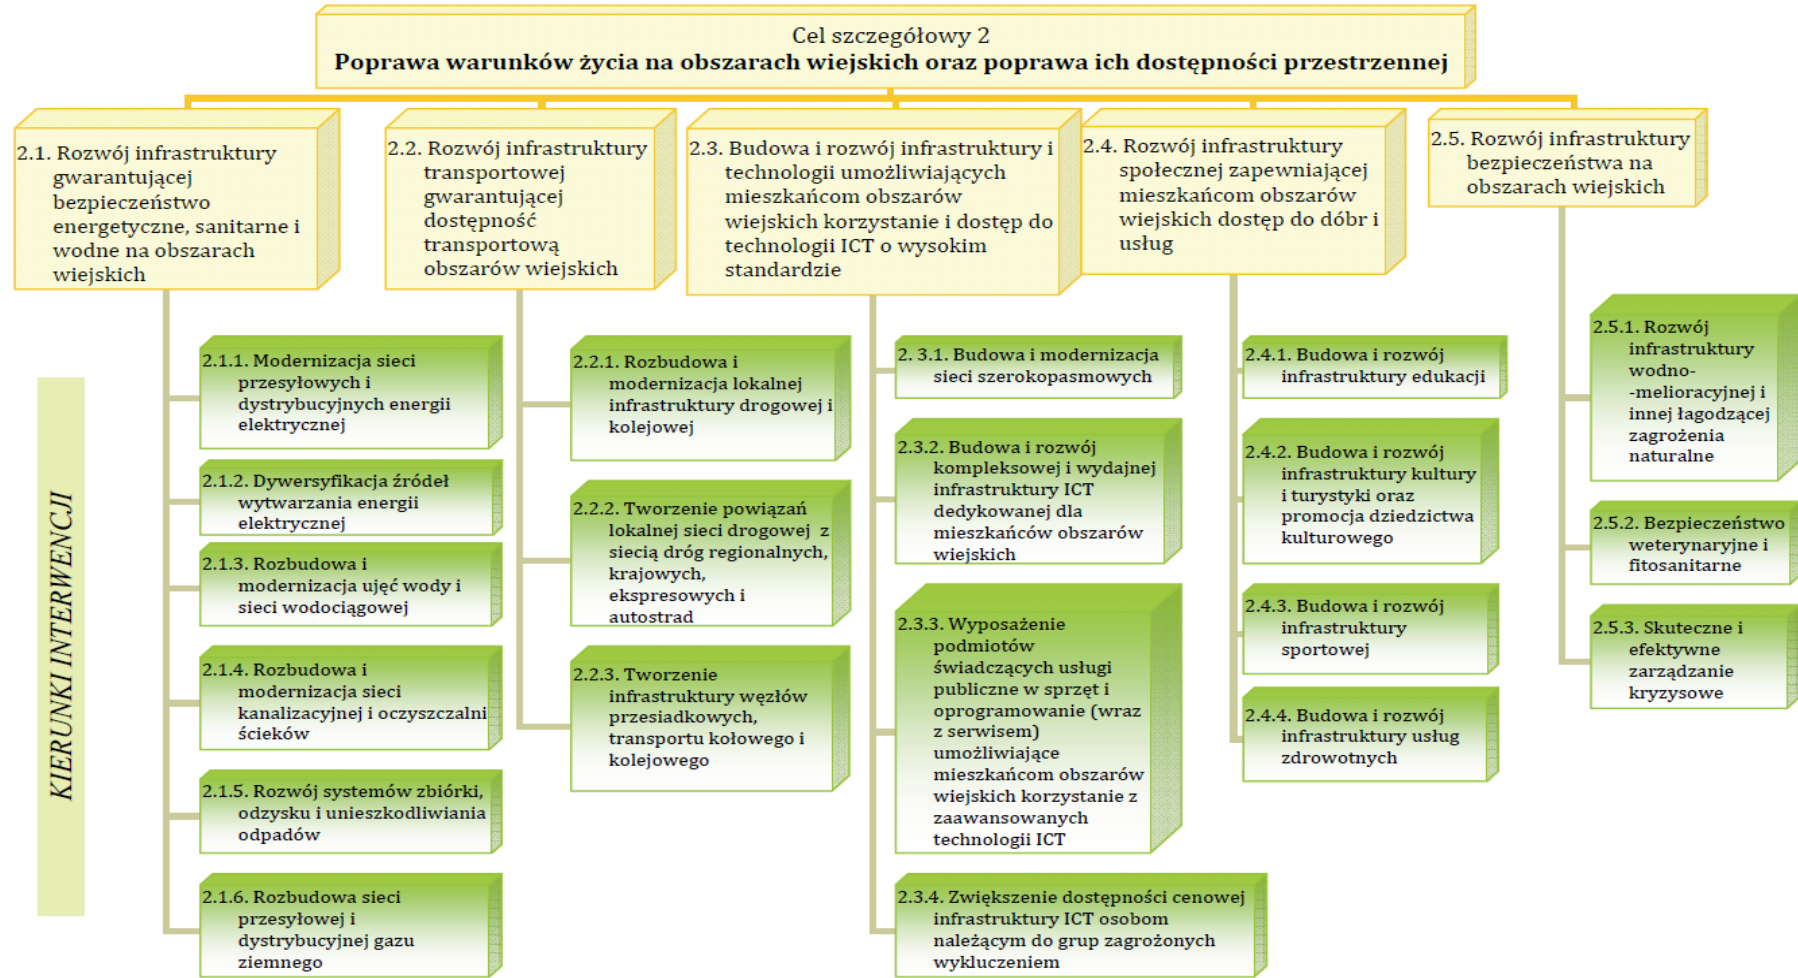 Cel szczegółowy 2
Poprawa warunków życia na obszarach wiejskich oraz poprawa ich dostępności przestrzennej
2.1. Rozwój infrastruktury
gwarantującej
bezpieczeństwo
energetyczne, sanitarne i
wodne na obszarach
wiejskich
2.2. Rozwój infrastruktury
transportowej
gwarantującej
dostępność
transportową
obszarów wiejskich
2.3. Budowa i rozwój infrastruktury i
technologii umożliwiających
mieszkańcom obszarów
wiejskich korzystanie i dostęp do
technologii ICT o wysokim
standardzie
2.4. Rozwój infrastruktury
społecznej zapewniającej
mieszkańcom obszarów
wiejskich dostęp do dóbr i
usług
2.5. Rozwój infrastruktury
bezpieczeństwa na
obszarach wiejskich
KIERUNKI INTERWENCJI
2.1.1. Modernizacja sieci
przesyłowych i
dystrybucyjnych energii
elektrycznej
2.1.2. Dywersyfikacja źródeł
wytwarzania energii
elektrycznej
2.1.3. Rozbudowa i
modernizacja ujęć wody i
sieci wodociągowej
2.1.4. Rozbudowa i
modernizacja sieci
kanalizacyjnej i oczyszczalni
ścieków
2.1.5. Rozwój systemów zbiórki,
odzysku i unieszkodliwiania
odpadów
2.1.6. Rozbudowa sieci
przesyłowej i
dystrybucyjnej gazu
ziemnego
2.2.1. Rozbudowa i
modernizacja lokalnej
infrastruktury drogowej i
kolejowej
2.2.2. Tworzenie powiązań
lokalnej sieci drogowej z
siecią dróg regionalnych,
krajowych,
ekspresowych i
autostrad
2.2.3. Tworzenie
infrastruktury węzłów
przesiadkowych,
transportu kołowego i
kolejowego
2. 3.1. Budowa i modernizacja
sieci szerokopasmowych
2.3.2. Budowa i rozwój
kompleksowej i wydajnej
infrastruktury ICT
dedykowanej dla
mieszkańców obszarów
wiejskich
2.3.3. Wyposażenie
podmiotów
świadczących usługi
publiczne w sprzęt i
oprogramowanie (wraz
z serwisem)
umożliwiające
mieszkańcom obszarów
wiejskich korzystanie z
zaawansowanych
technologii ICT
2.3.4. Zwiększenie dostępności cenowej
infrastruktury ICT osobom
należącym do grup zagrożonych
wykluczeniem
2.4.1. Budowa i rozwój
infrastruktury edukacji
2.4.2. Budowa i rozwój
infrastruktury kultury
i turystyki oraz
promocja dziedzictwa
kulturowego
2.4.3. Budowa i rozwój
infrastruktury
sportowej
2.4.4. Budowa i rozwój
infrastruktury usług
zdrowotnych
2.5.1. Rozwój
infrastruktury
wodno-
-melioracyjnej i
innej łagodzącej
zagrożenia
naturalne
2.5.2. Bezpieczeństwo
weterynaryjne i
fitosanitarne
2.5.3. Skuteczne i
efektywne
zarządzanie
kryzysowe